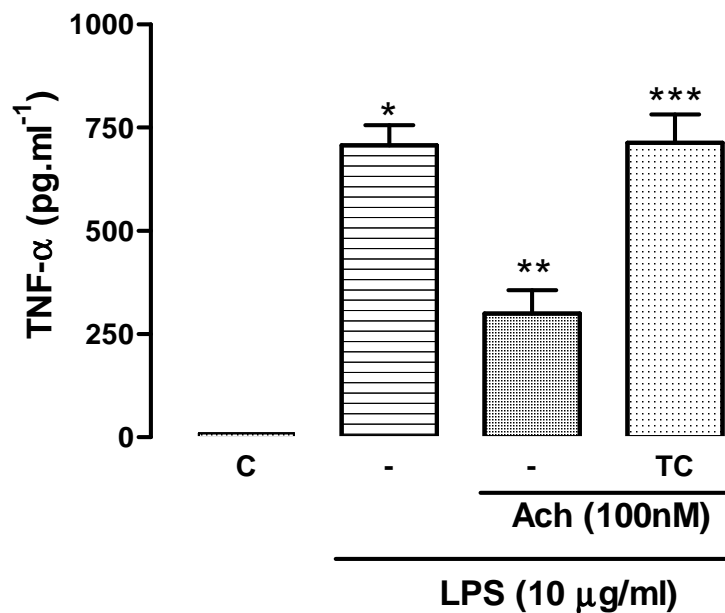 TNF-α (pg.ml⁻¹)
1000
750
500
250
0
*
**
***
C
-
-
TC
Ach (100nM)
LPS (10 μg/ml)